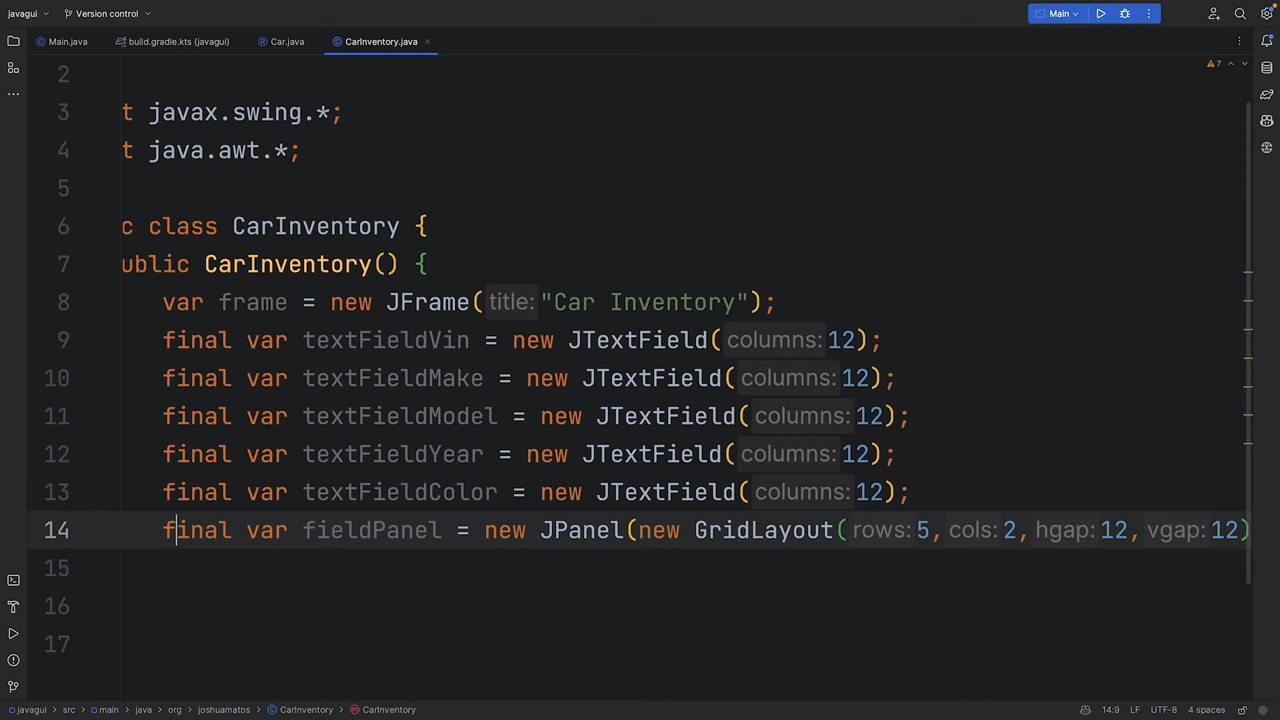 javagui Version control Main
Main.java build.gradle.kts (javagui) Car.java CarInventory.java
7
2
3 t javax.swing.*;
4 t java.awt.*;
5
6 c class CarInventory {
7 ublic CarInventory() {
8 var frame = new JFrame( title: "Car Inventory");
9 final var textFieldVin = new JTextField( columns: 12);
10 final var textFieldMake = new JTextField( columns: 12);
11 final var textFieldModel = new JTextField( columns: 12);
12 final var textFieldYear = new JTextField( columns: 12);
13 final var textFieldColor = new JTextField( columns: 12);
14 final var fieldPanel = new JPanel(new GridLayout( rows: 5, cols: 2, hgap: 12, vgap: 12)
15
16
17
javagui src main java org joshuamatos CarInventory CarInventory 14:9 LF UTF-8 4 spaces